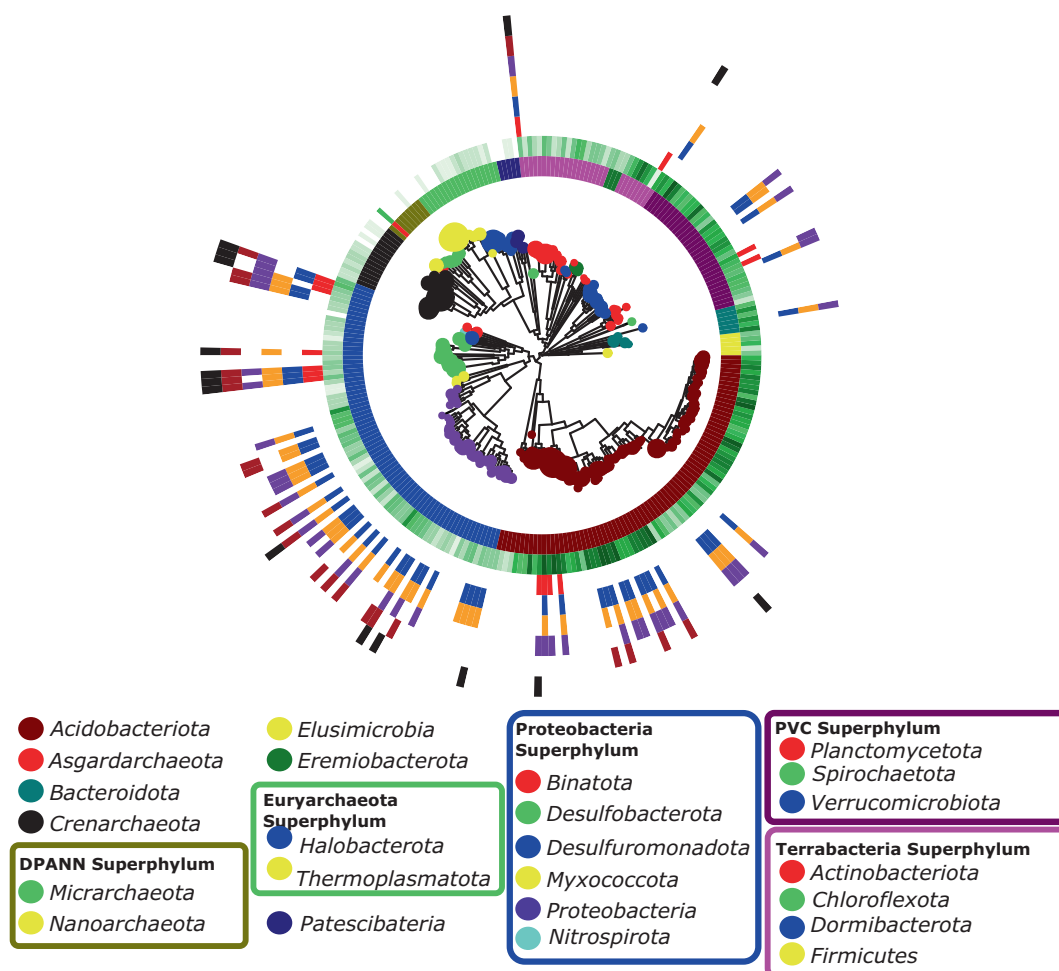 Acidobacteriota
Asgardarchaeota
Bacteroidota
Crenarchaeota
DPANN Superphylum
Micrarchaeota
Nanoarchaeota
Elusimicrobia
Eremiobacterota
Euryarchaeota
Superphylum
Halobacterota
Thermoplasmatota
Patescibateria
Proteobacteria
Superphylum
Binatota
Desulfobacterota
Desulfuromonadota
Myxococcota
Proteobacteria
Nitrospirota
PVC Superphylum
Planctomycetota
Spirochaetota
Verrucomicrobiota
Terrabacteria Superphylum
Actinobacteriota
Chloroflexota
Dormibacterota
Firmicutes